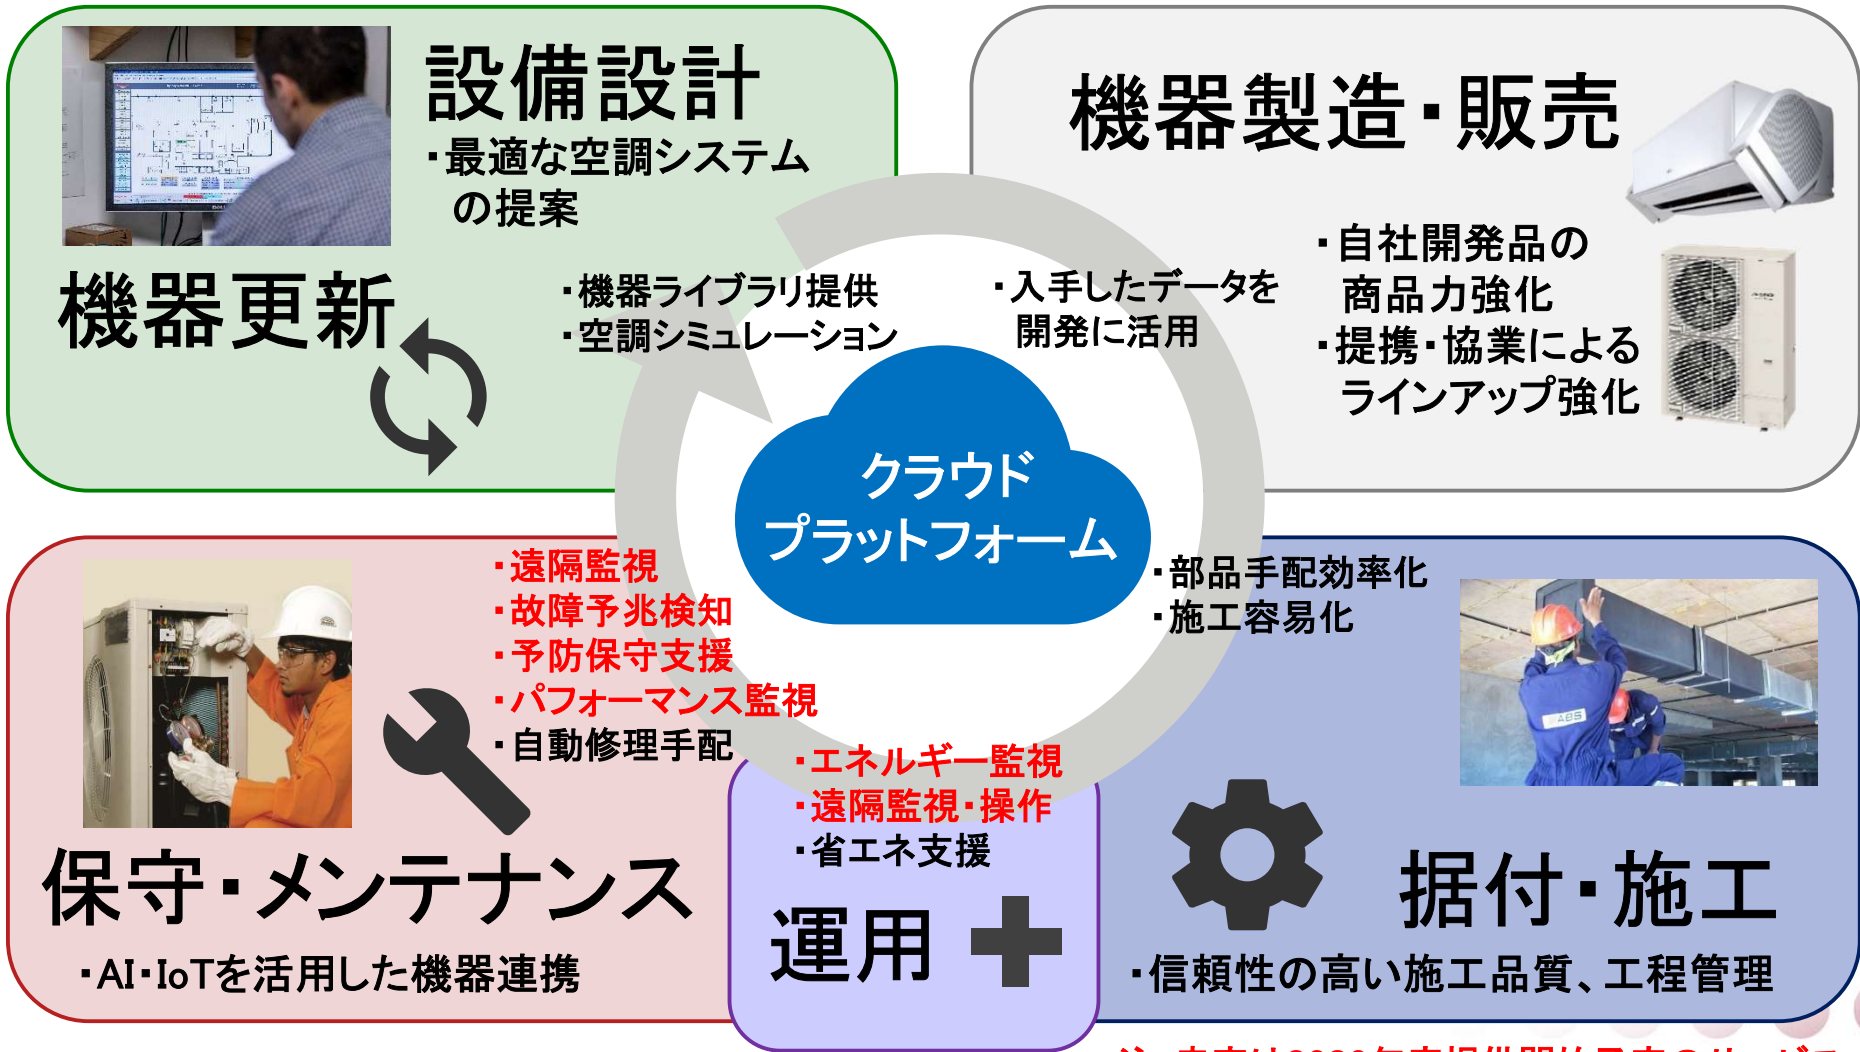 設備設計
・最適な空調システム
の提案
機器更新
・機器ライブラリ提供
・空調シミュレーション
機器製造・販売
・自社開発品の
商品力強化
・提携・協業による
ラインアップ強化
・入手したデータを
開発に活用
クラウド
プラットフォーム
・遠隔監視
・故障予兆検知
・予防保守支援
・パフォーマンス監視
・自動修理手配
保守・メンテナンス
・AI・IoTを活用した機器連携
・エネルギー監視
・遠隔監視・操作
・省エネ支援
運用
・部品手配効率化
・施工容易化
ABS
据付・施工
・信頼性の高い施工品質、工程管理